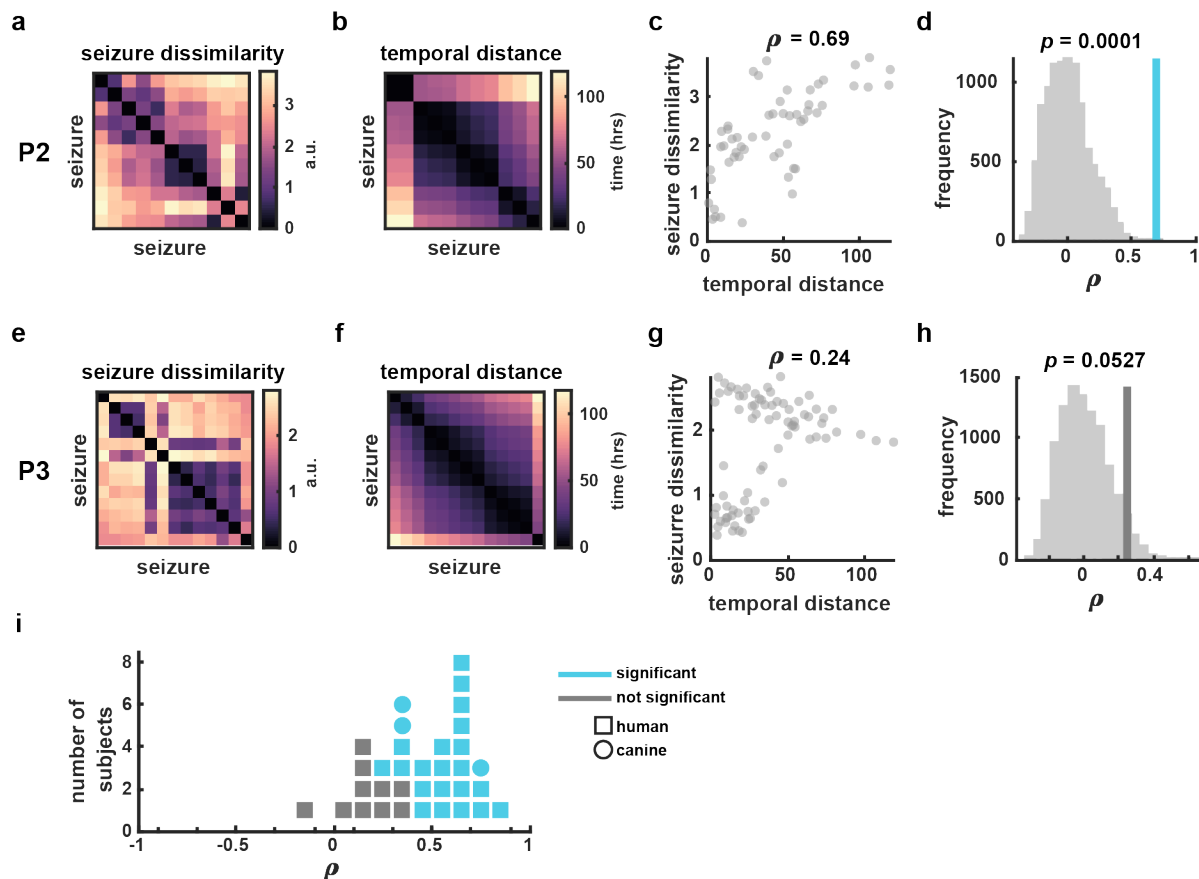 a
b
c
d
seizure dissimilarity
temporal distance
ρ = 0.69
p = 0.0001
P2
seizure
seizure
3
2
1
0
a.u.
seizure
seizure
100
50
0
time (hrs)
seizure dissimilarity
3
2
1
0
0
50
100
temporal distance
frequency
1000
500
0
0
0.5
1
ρ
e
f
g
h
seizure dissimilarity
temporal distance
ρ = 0.24
p = 0.0527
P3
seizure
seizure
2
1
0
a.u.
seizure
seizure
100
50
0
time (hrs)
seizurre dissimilarity
2
1
0
0
50
100
temporal distance
frequency
1500
1000
500
0
0
0.4
ρ
i
number of
subjects
8
6
4
2
0
-1
-0.5
0
0.5
1
ρ
significant
not significant
human
canine